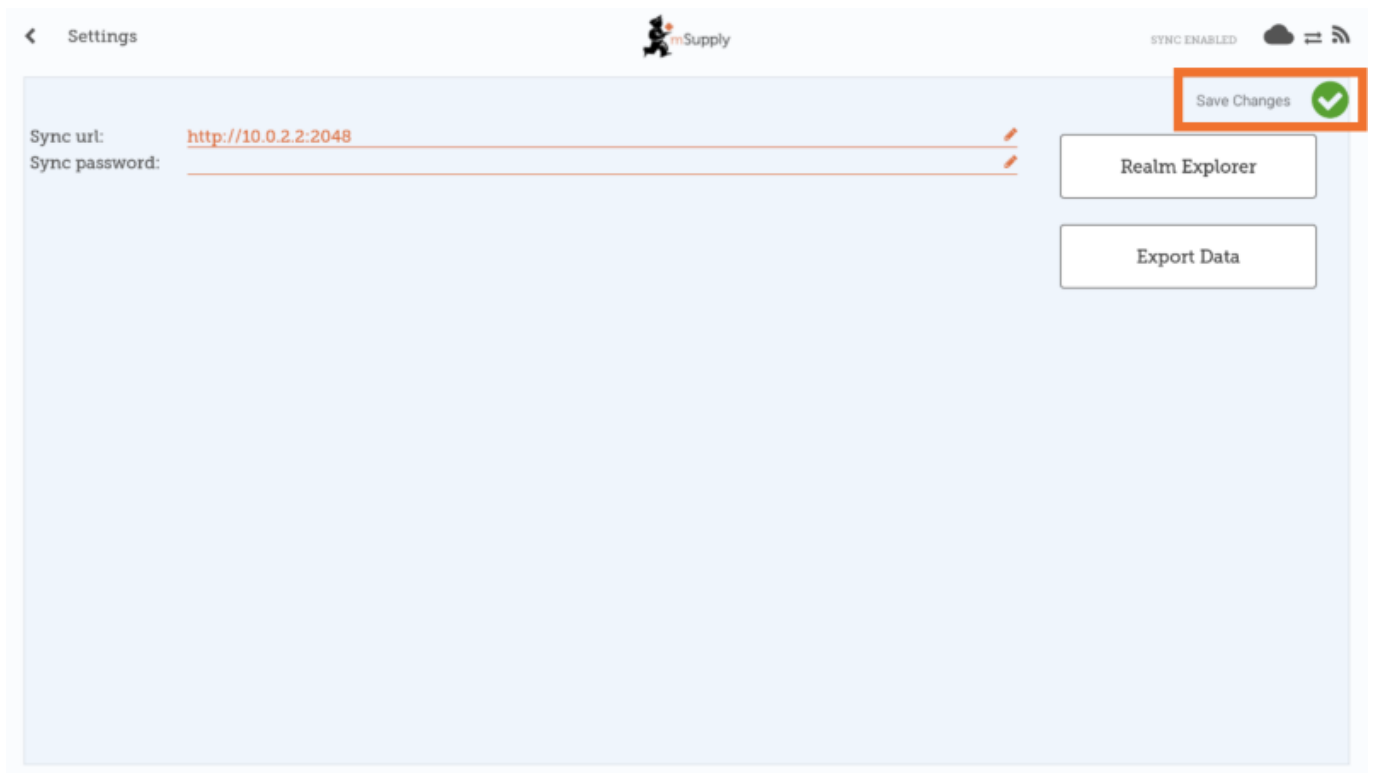 Settings
mSupply
SYNC ENABLED
Save Changes
Sync url: http://10.0.2.2:2048
Sync password:
Realm Explorer
Export Data